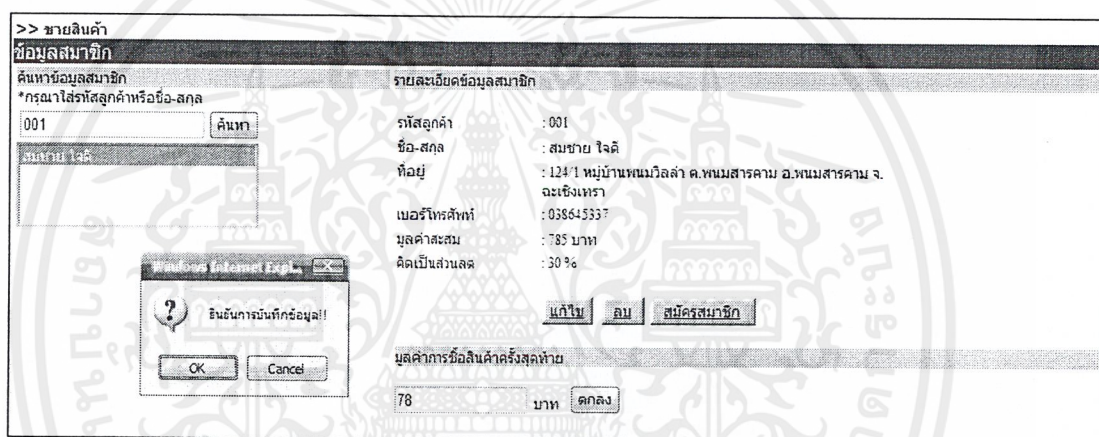 >> ขายสินค้า
ข้อมูลสมาชิก
ค้นหาข้อมูลสมาชิก
*กรุณาใส่รหัสลูกค้าหรือชื่อ-สกุล
001 ค้นหา
สมชาย ใจดี
รายละเอียดข้อมูลสมาชิก
รหัสลูกค้า : 001
ชื่อ-สกุล : สมชาย ใจดี
ที่อยู่ : 124/1 หมู่บ้านพนมวิลล่า ต.พนมสารคาม อ.พนมสารคาม จ.
ฉะเชิงเทรา
เบอร์โทรศัพท์ : 038645337
มูลค่าสะสม : 785 บาท
คิดเป็นส่วนลด : 30 %
แก้ไข ลบ สมัครสมาชิก
มูลค่าการซื้อสินค้าครั้งสุดท้าย
78 บาท ตกลง
Windows Internet Expl...
ยืนยันการบันทึกข้อมูล!!
OK Cancel